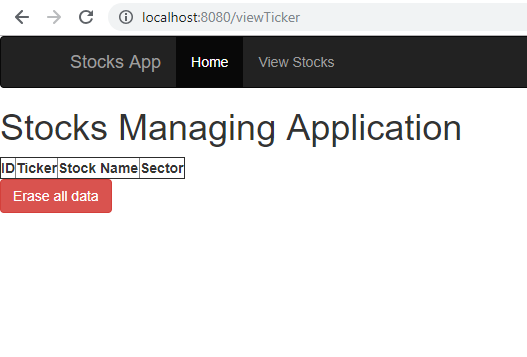 localhost:8080/viewTicker
Stocks App Home View Stocks
Stocks Managing Application
ID Ticker Stock Name Sector
Erase all data